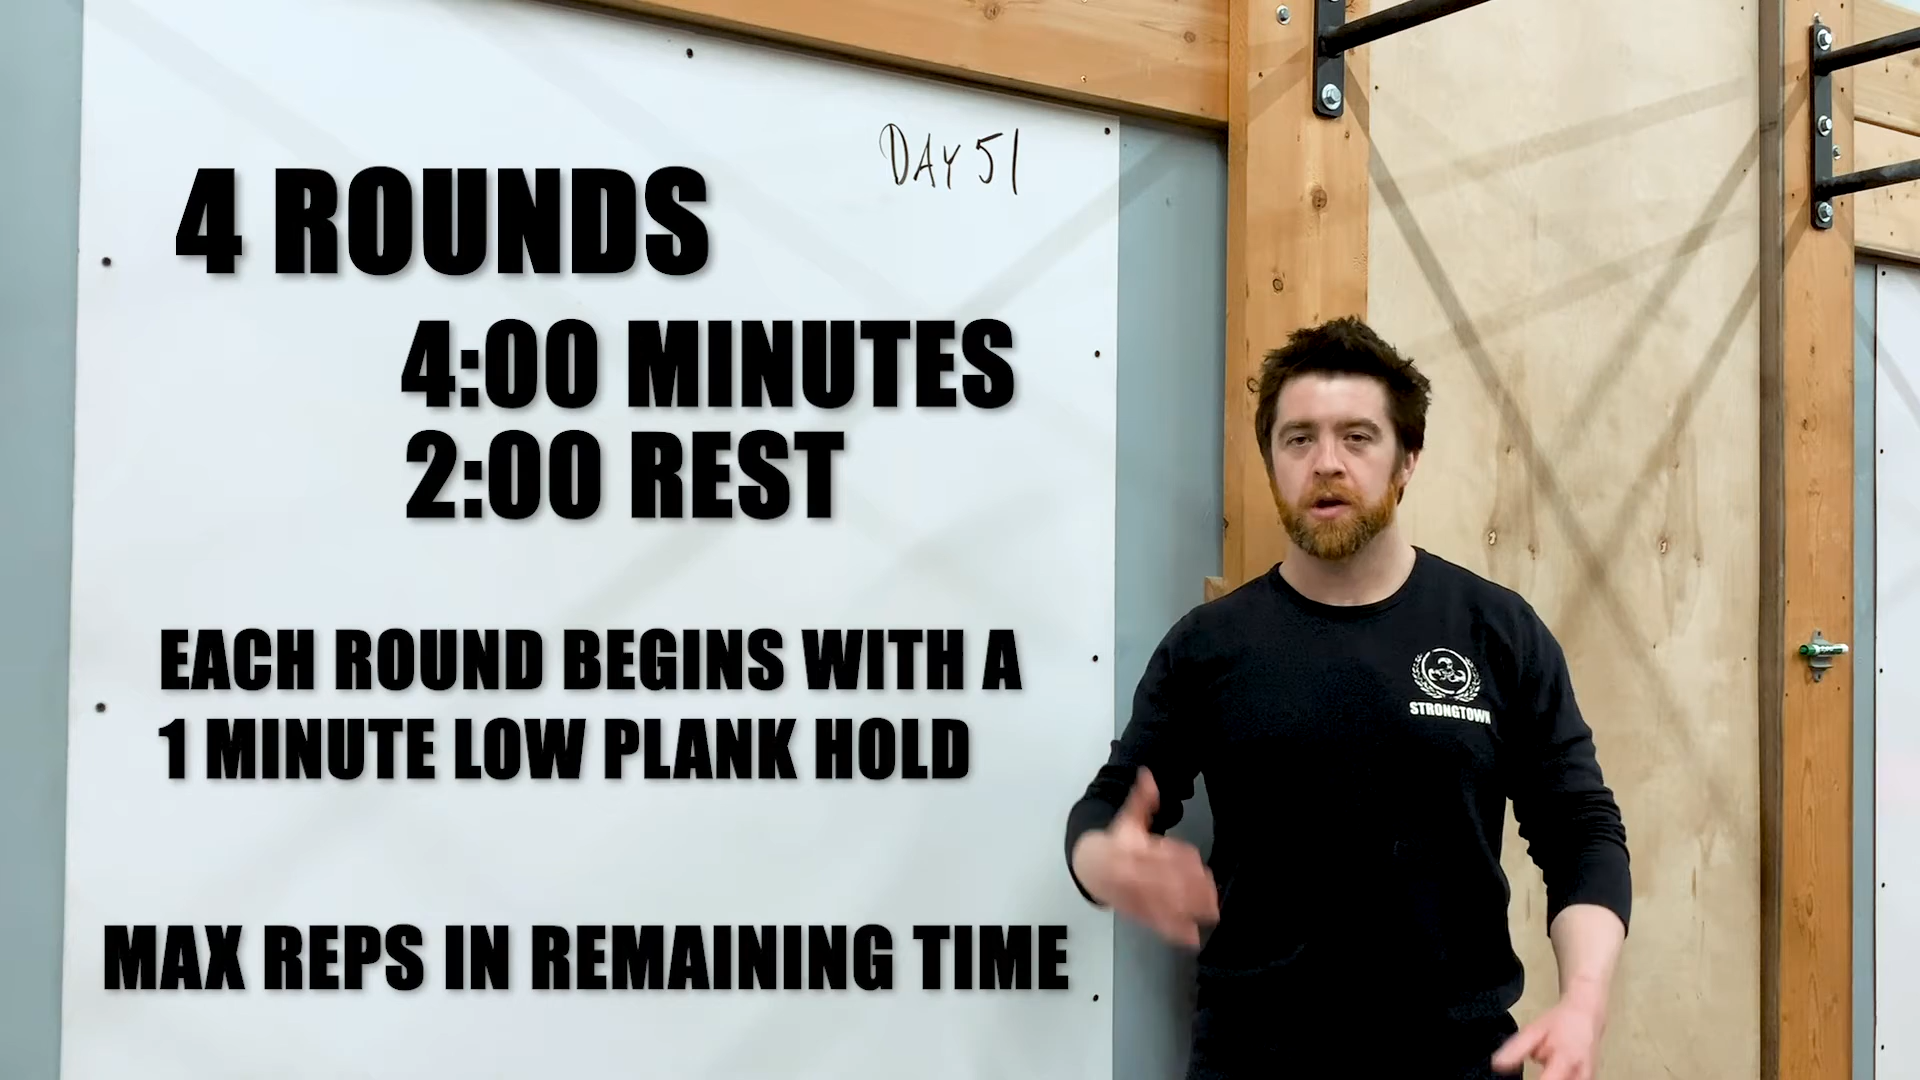 DAY 51
4 ROUNDS
4:00 MINUTES
2:00 REST
EACH ROUND BEGINS WITH A
1 MINUTE LOW PLANK HOLD
MAX REPS IN REMAINING TIME
STRONGTOWN